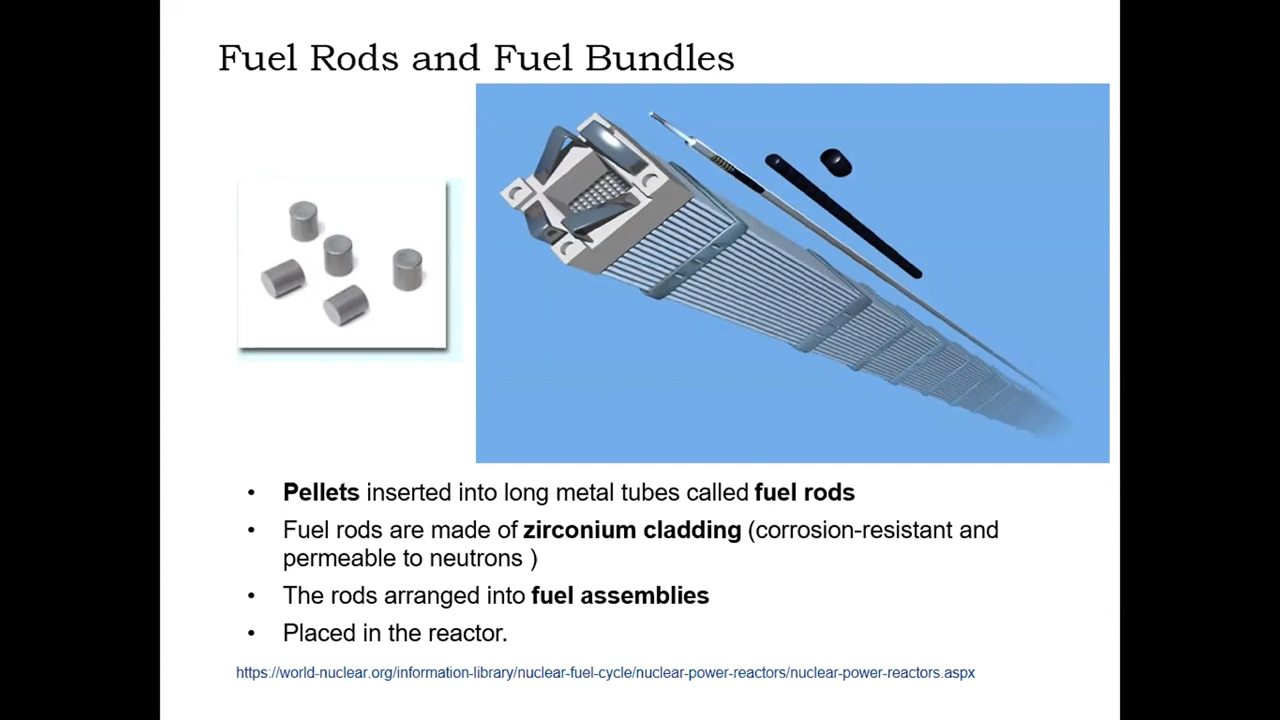 Fuel Rods and Fuel Bundles
• Pellets inserted into long metal tubes called fuel rods
• Fuel rods are made of zirconium cladding (corrosion-resistant and
permeable to neutrons )
• The rods arranged into fuel assemblies
• Placed in the reactor.
https://world-nuclear.org/information-library/nuclear-fuel-cycle/nuclear-power-reactors/nuclear-power-reactors.aspx